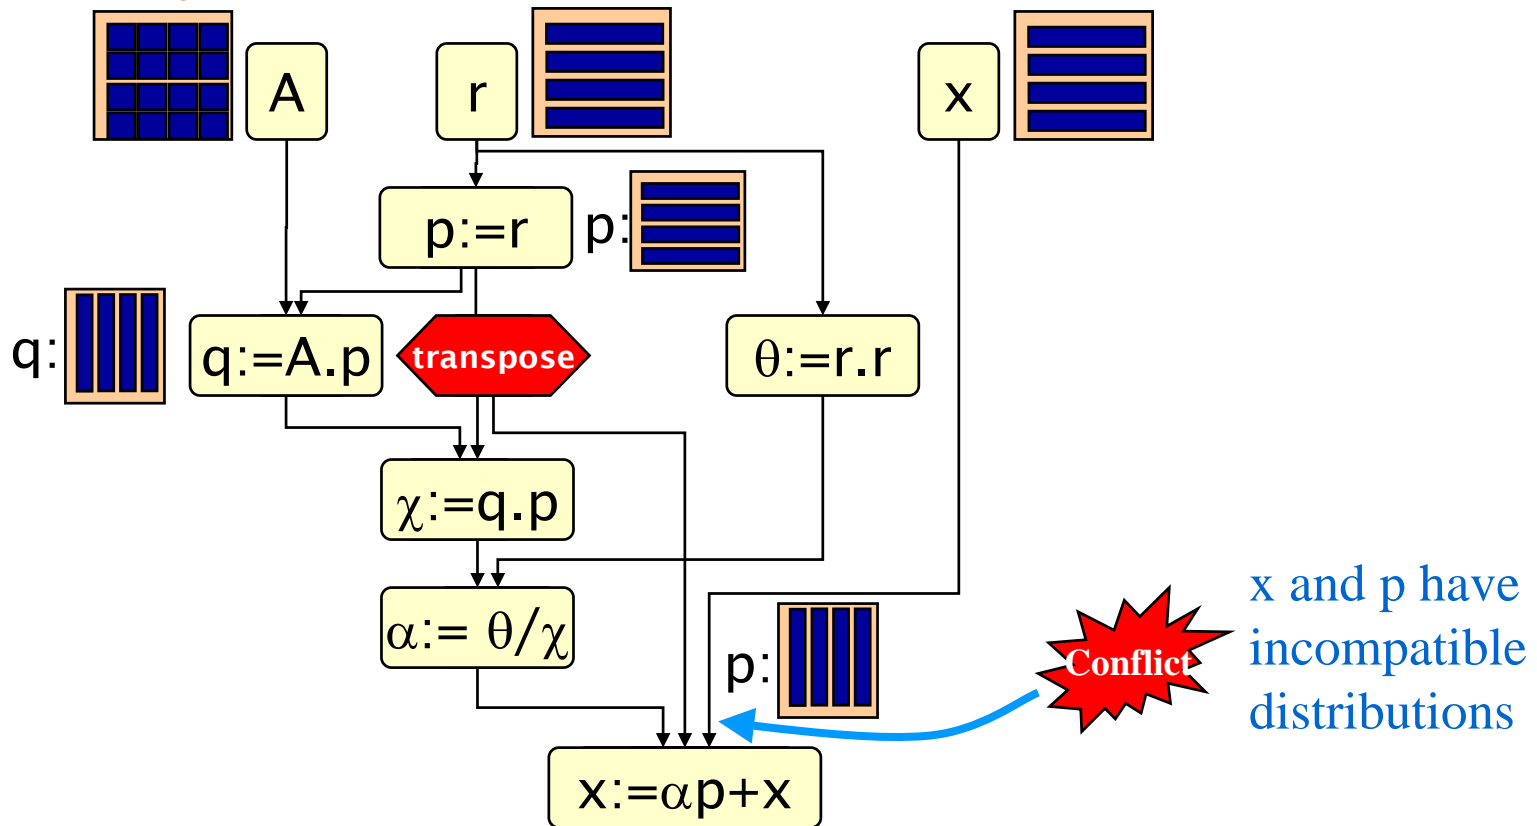 A
r
x
p:=r
p:
q:
q:=A.p
transpose
θ:=r.r
χ:=q.p
α:= θ/χ
p:
Conflict
x and p have
incompatible
distributions
x:=αp+x